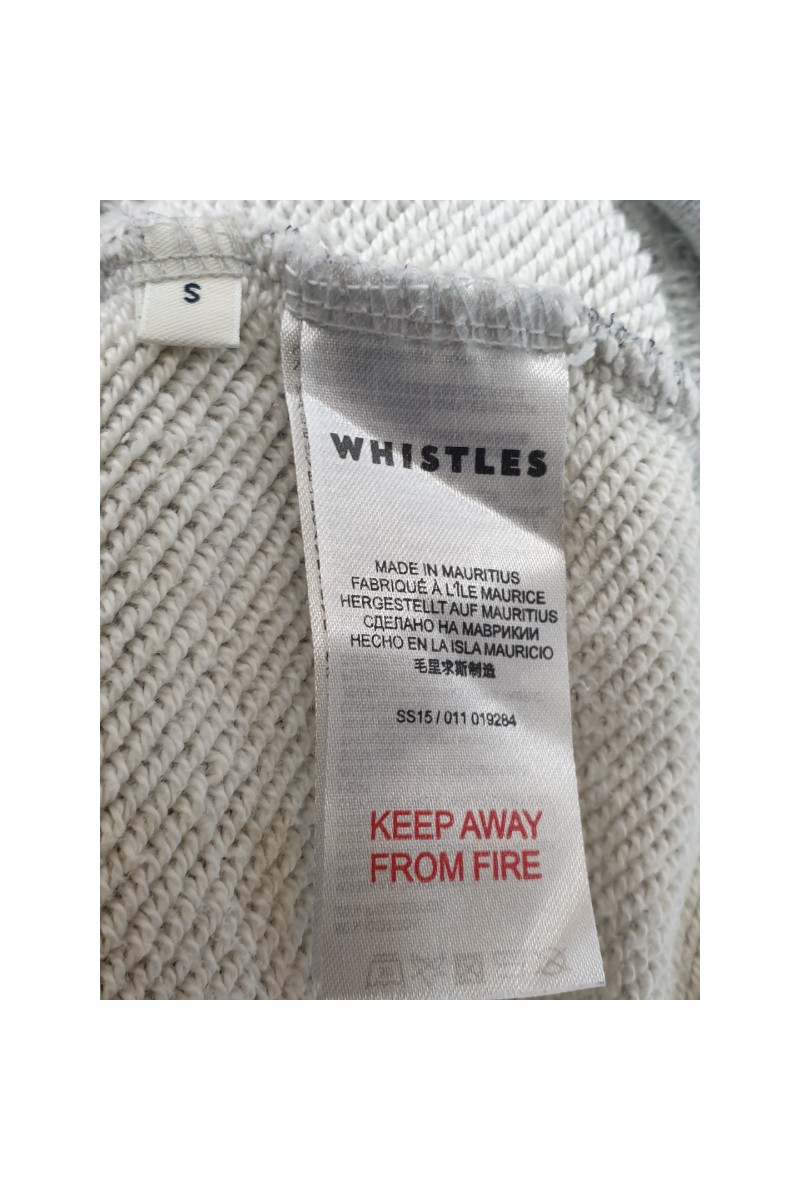 S
WHISTLES
MADE IN MAURITIUS
FABRIQUÉ À L'ÎLE MAURICE
HERGESTELLT AUF MAURITIUS
СДЕЛАНО НА МАВРИКИИ
HECHO EN LA ISLA MAURICIO
毛里求斯制造
SS15 / 011 019284
KEEP AWAY
FROM FIRE